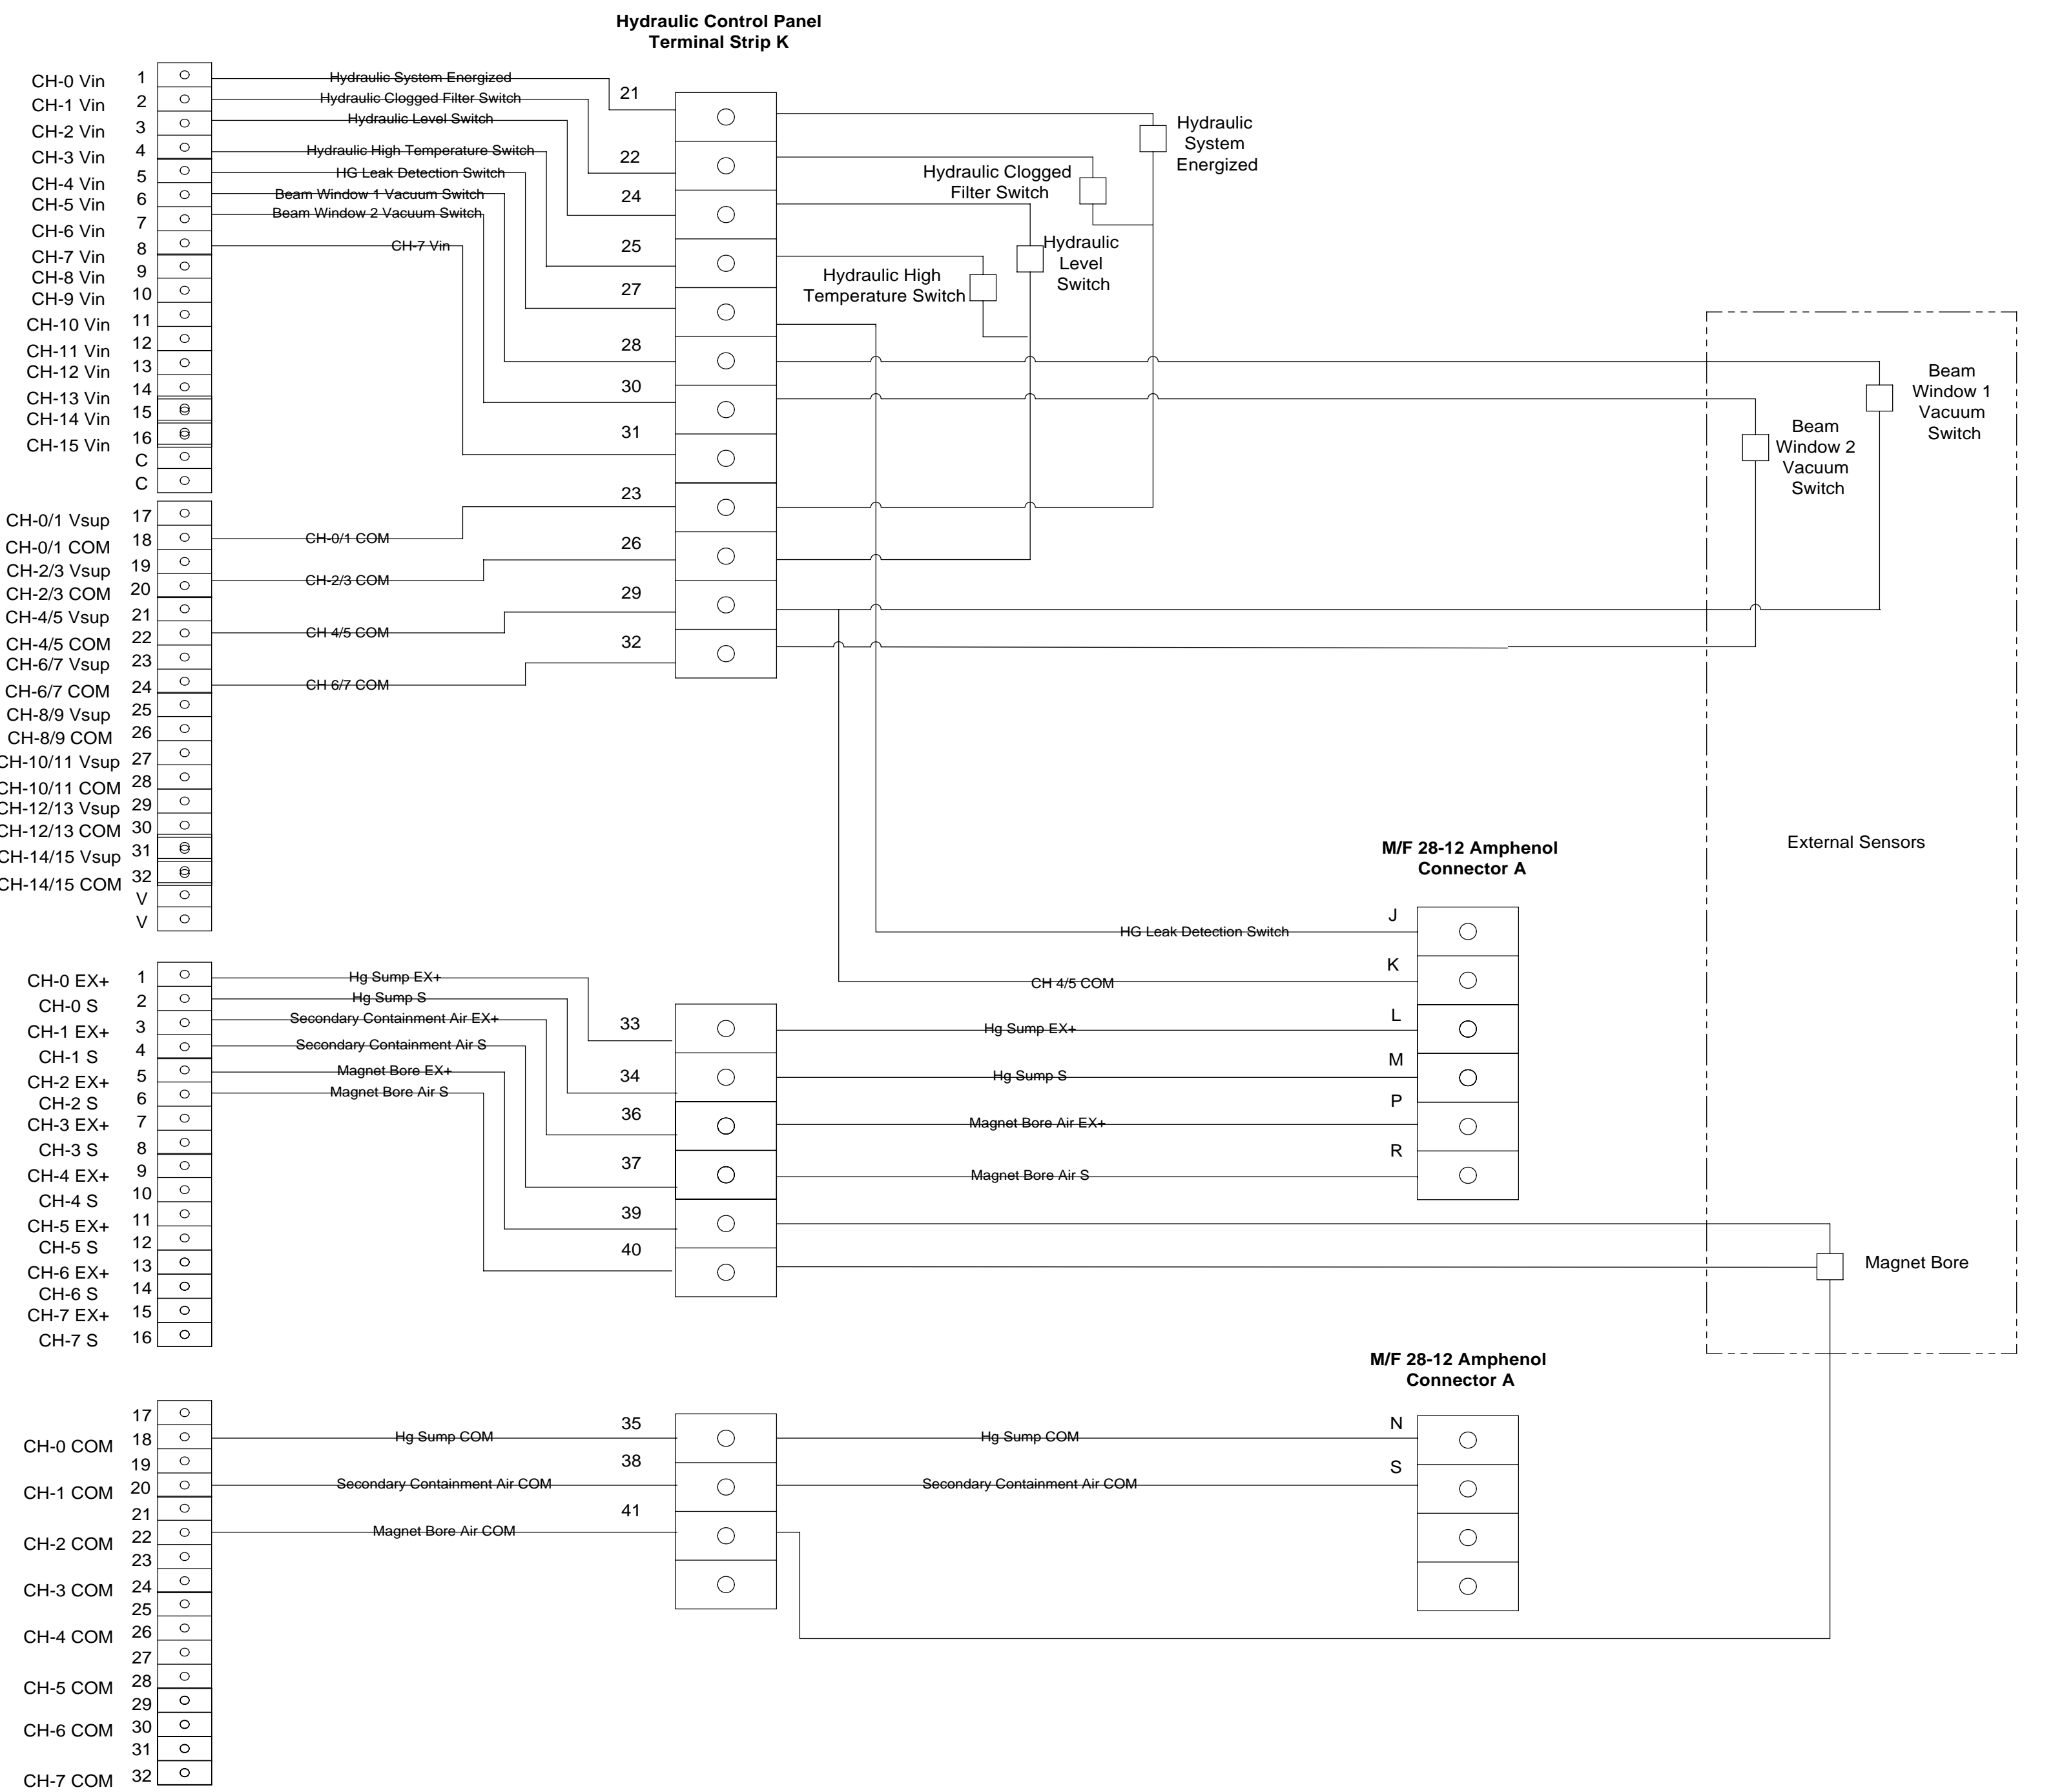 Hydraulic Control Panel
Terminal Strip K
CH-0 Vin 1 Hydraulic System Energized 21
CH-1 Vin 2 Hydraulic Clogged Filter Switch 22
CH-2 Vin 3 Hydraulic Level Switch 24
CH-3 Vin 4 Hydraulic High Temperature Switch 25
CH-4 Vin 5 HG Leak Detection Switch 27
CH-5 Vin 6 Beam Window 1 Vacuum Switch 28
CH-6 Vin 7 Beam Window 2 Vacuum Switch 30
CH-7 Vin 8 CH-7 Vin 31
CH-8 Vin 9
CH-9 Vin 10
CH-10 Vin 11
CH-11 Vin 12
CH-12 Vin 13
CH-13 Vin 14
CH-14 Vin 15
CH-15 Vin 16
C
C
Hydraulic
System
Energized
Hydraulic Clogged
Filter Switch
Hydraulic
Level
Switch
Hydraulic High
Temperature Switch
Beam
Window 1
Vacuum
Switch
Beam
Window 2
Vacuum
Switch
CH-0/1 Vsup 17
CH-0/1 COM 18 CH-0/1 COM 23
CH-2/3 Vsup 19
CH-2/3 COM 20 CH-2/3 COM 26
CH-4/5 Vsup 21
CH-4/5 COM 22 CH 4/5 COM 29
CH-6/7 Vsup 23
CH-6/7 COM 24 CH 6/7 COM 32
CH-8/9 Vsup 25
CH-8/9 COM 26
CH-10/11 Vsup 27
CH-10/11 COM 28
CH-12/13 Vsup 29
CH-12/13 COM 30
CH-14/15 Vsup 31
CH-14/15 COM 32
V
V
External Sensors
M/F 28-12 Amphenol
Connector A
HG Leak Detection Switch J
CH 4/5 COM K
CH-0 EX+ 1 Hg Sump EX+ 33 Hg Sump EX+ L
CH-0 S 2 Hg Sump S 34 Hg Sump S M
CH-1 EX+ 3 Secondary Containment Air EX+ 36 Magnet Bore Air EX+ P
CH-1 S 4 Secondary Containment Air S 37 Magnet Bore Air S R
CH-2 EX+ 5 Magnet Bore EX+ 39
CH-2 S 6 Magnet Bore Air S 40
CH-3 EX+ 7
CH-3 S 8
CH-4 EX+ 9
CH-4 S 10
CH-5 EX+ 11
CH-5 S 12
CH-6 EX+ 13
CH-6 S 14
CH-7 EX+ 15
CH-7 S 16
Magnet Bore
M/F 28-12 Amphenol
Connector A
17
CH-0 COM 18 Hg Sump COM 35 Hg Sump COM N
19
CH-1 COM 20 Secondary Containment Air COM 38 Secondary Containment Air COM S
21
CH-2 COM 22 Magnet Bore Air COM 41
23
CH-3 COM 24
25
CH-4 COM 26
27
CH-5 COM 28
29
CH-6 COM 30
31
CH-7 COM 32